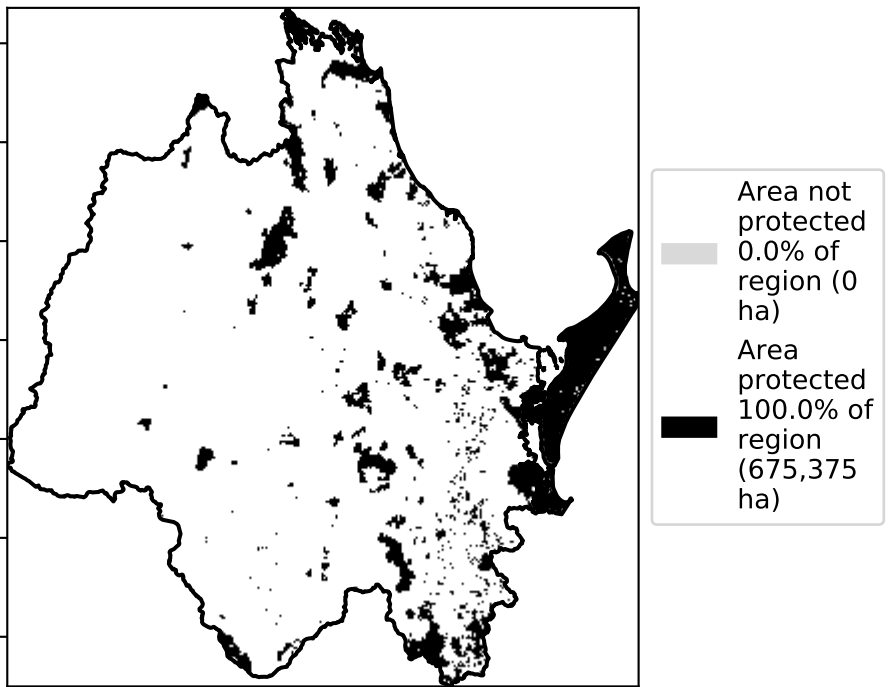 Area not
protected
0.0% of
region (0
ha)
Area
protected
100.0% of
region
(675,375
ha)